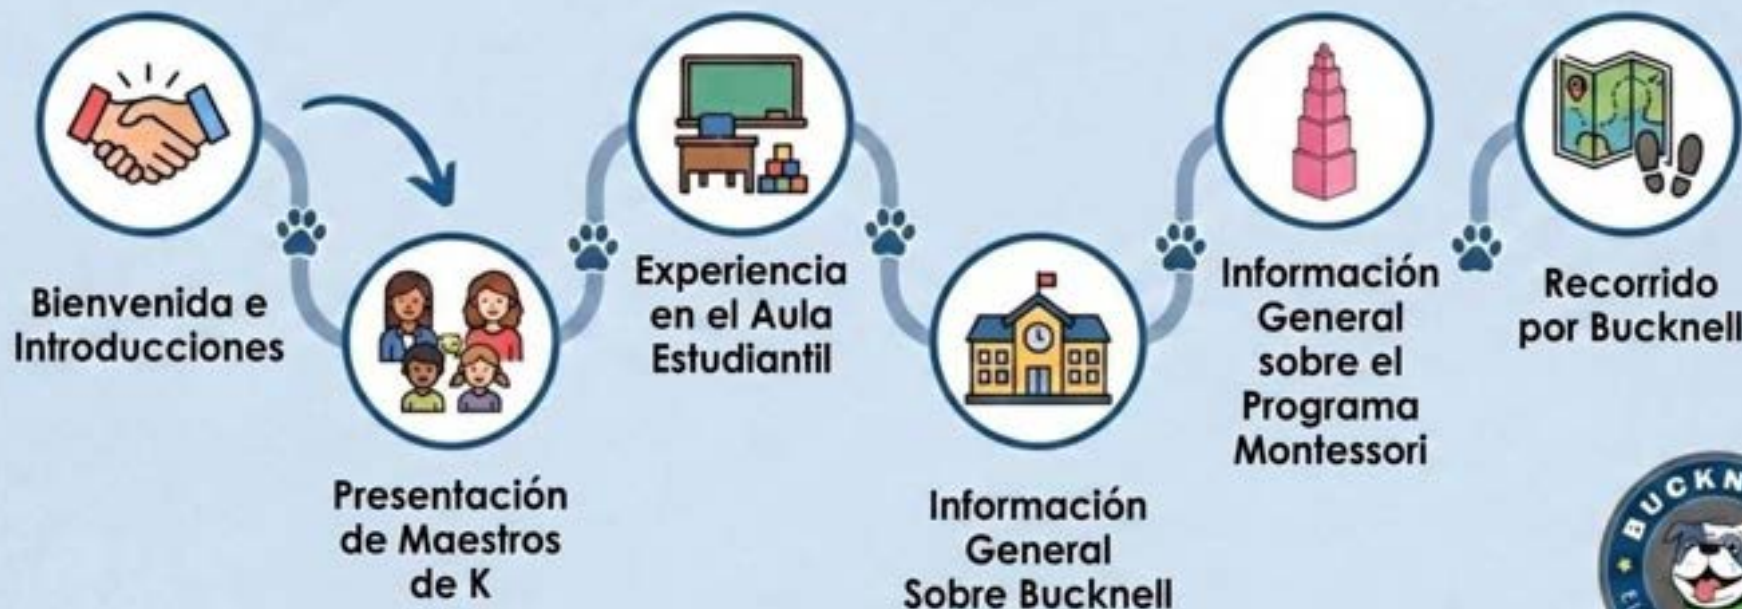 Bienvenida e
Introducciones
Presentación
de Maestros
de K
Experiencia
en el Aula
Estudiantil
Información
General
Sobre Bucknell
Información
General
sobre el
Programa
Montessori
Recorrido
por Bucknell